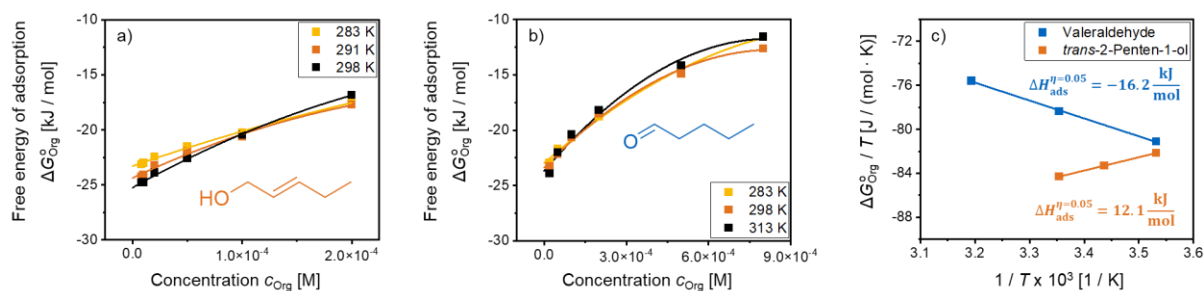 a)
283 K
291 K
298 K
Free energy of adsorption
ΔG°Org [kJ / mol]
-10
-15
-20
-25
-30
HO
0.0
1.0×10⁻⁴
2.0×10⁻⁴
Concentration cOrg [M]
b)
Free energy of adsorption
ΔG°Org [kJ / mol]
-10
-15
-20
-25
-30
O
283 K
298 K
313 K
0.0
3.0×10⁻⁴
6.0×10⁻⁴
9.0×10⁻⁴
Concentration cOrg [M]
c)
Valeraldehyde
trans-2-Penten-1-ol
ΔG°Org / T [J / (mol · K)]
-72
-76
-80
-84
-88
ΔHads^η=0.05 = −16.2 kJ/mol
ΔHads^η=0.05 = 12.1 kJ/mol
3.1
3.2
3.3
3.4
3.5
3.6
1 / T x 10³ [1 / K]